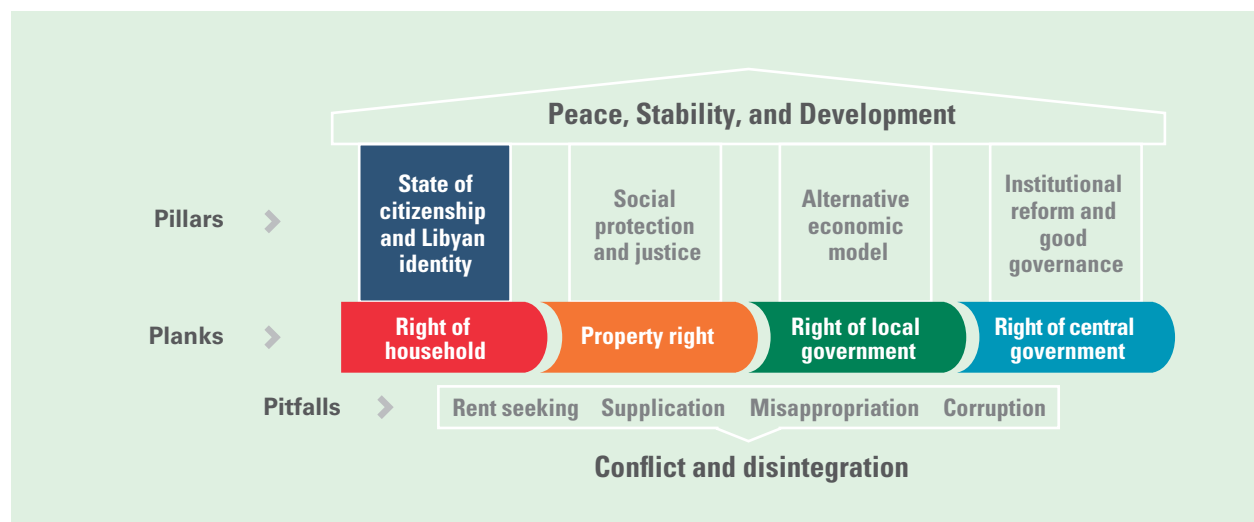 Peace, Stability, and Development
Pillars
State of
citizenship
and Libyan
identity
Social
protection
and justice
Alternative
economic
model
Institutional
reform and
good
governance
Planks
Right of
household
Property right
Right of local
government
Right of central
government
Pitfalls
Rent seeking Supplication Misappropriation Corruption
Conflict and disintegration